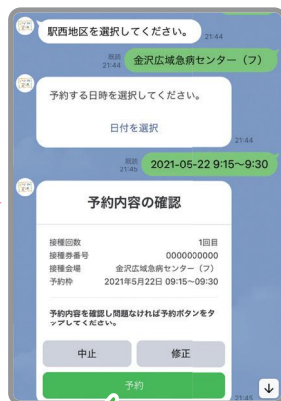 駅西地区を選択してください。
21:44
既読
21:44
金沢広域急病センター（フ）
予約する日時を選択してください。
日付を選択
21:44
既読
21:45
2021-05-22 9:15~9:30
予約内容の確認
接種回数 1回目
接種券番号 0000000000
接種会場 金沢広域急病センター（フ）
予約枠 2021年5月22日 09:15~09:30
予約内容を確認し問題なければ予約ボタンをタ
ップしてください。
中止 修正
予約
21:45